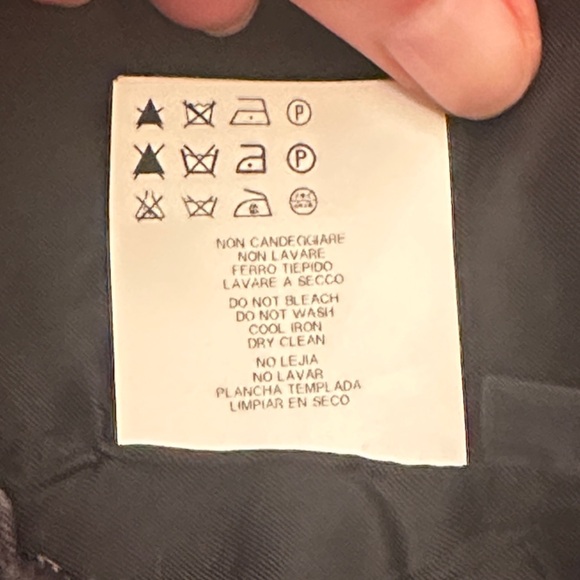 P
P
NON CANDEGGIARE
NON LAVARE
FERRO TIEPIDO
LAVARE A SECCO
DO NOT BLEACH
DO NOT WASH
COOL IRON
DRY CLEAN
NO LEJIA
NO LAVAR
PLANCHA TEMPLADA
LIMPIAR EN SECO